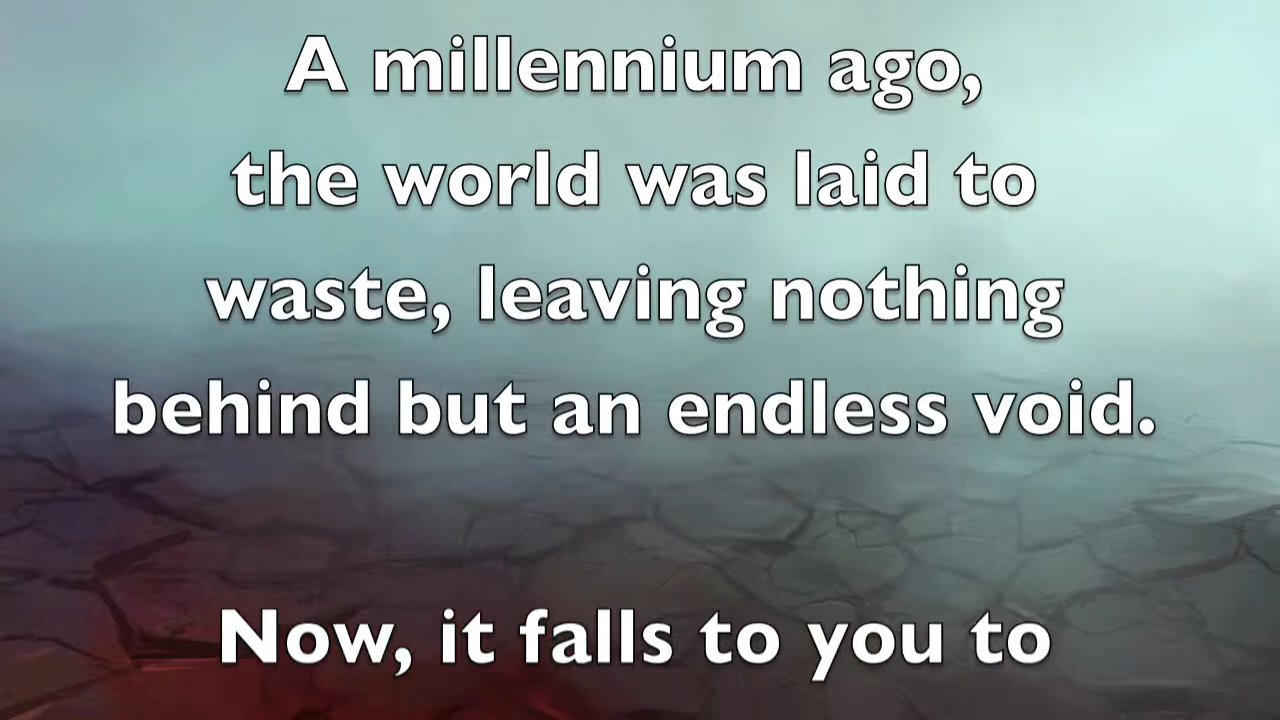 A millennium ago,
the world was laid to
waste, leaving nothing
behind but an endless void.
Now, it falls to you to